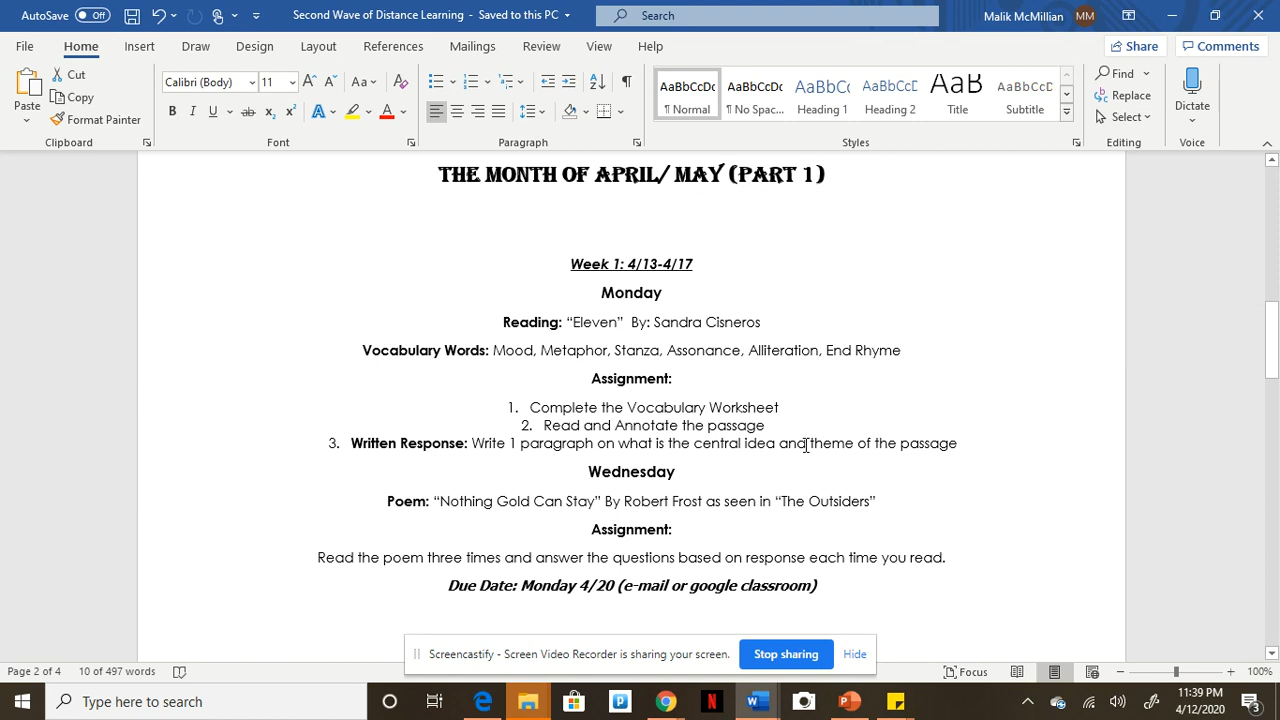 Second Wave of Distance Learning - Saved to this PC
AutoSave Off
Search
Malik McMillian MM
File Home Insert Draw Design Layout References Mailings Review View Help
Share Comments
Paste
Cut
Copy
Format Painter
Clipboard
Calibri (Body) 11
Font
Paragraph
AaBbCcDc AaBbCcDc AaBbCc AaBbCcD AaB AaBbCcD
¶ Normal ¶ No Spac... Heading 1 Heading 2 Title Subtitle
Styles
Find
Replace
Select
Editing
Dictate
Voice
THE MONTH OF APRIL/ MAY (PART 1)
Week 1: 4/13-4/17
Monday
Reading: “Eleven” By: Sandra Cisneros
Vocabulary Words: Mood, Metaphor, Stanza, Assonance, Alliteration, End Rhyme
Assignment:
1. Complete the Vocabulary Worksheet
2. Read and Annotate the passage
3. Written Response: Write 1 paragraph on what is the central idea and theme of the passage
Wednesday
Poem: “Nothing Gold Can Stay” By Robert Frost as seen in “The Outsiders”
Assignment:
Read the poem three times and answer the questions based on response each time you read.
Due Date: Monday 4/20 (e-mail or google classroom)
Screencastify - Screen Video Recorder is sharing your screen. Stop sharing Hide
Page 2 of 4 10 of 497 words
Focus
100%
Type here to search
11:39 PM
4/12/2020
3